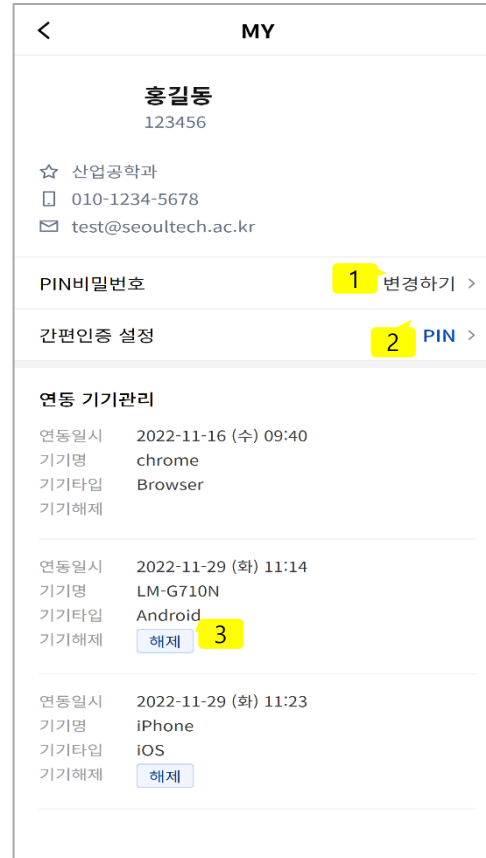 MY
홍길동
123456
산업공학과
010-1234-5678
test@seoultech.ac.kr
PIN비밀번호 1 변경하기 >
간편인증 설정 2 PIN >
연동 기기관리
연동일시 2022-11-16 (수) 09:40
기기명 chrome
기기타입 Browser
기기해제
연동일시 2022-11-29 (화) 11:14
기기명 LM-G710N
기기타입 Android
기기해제 해제 3
연동일시 2022-11-29 (화) 11:23
기기명 iPhone
기기타입 iOS
기기해제 해제